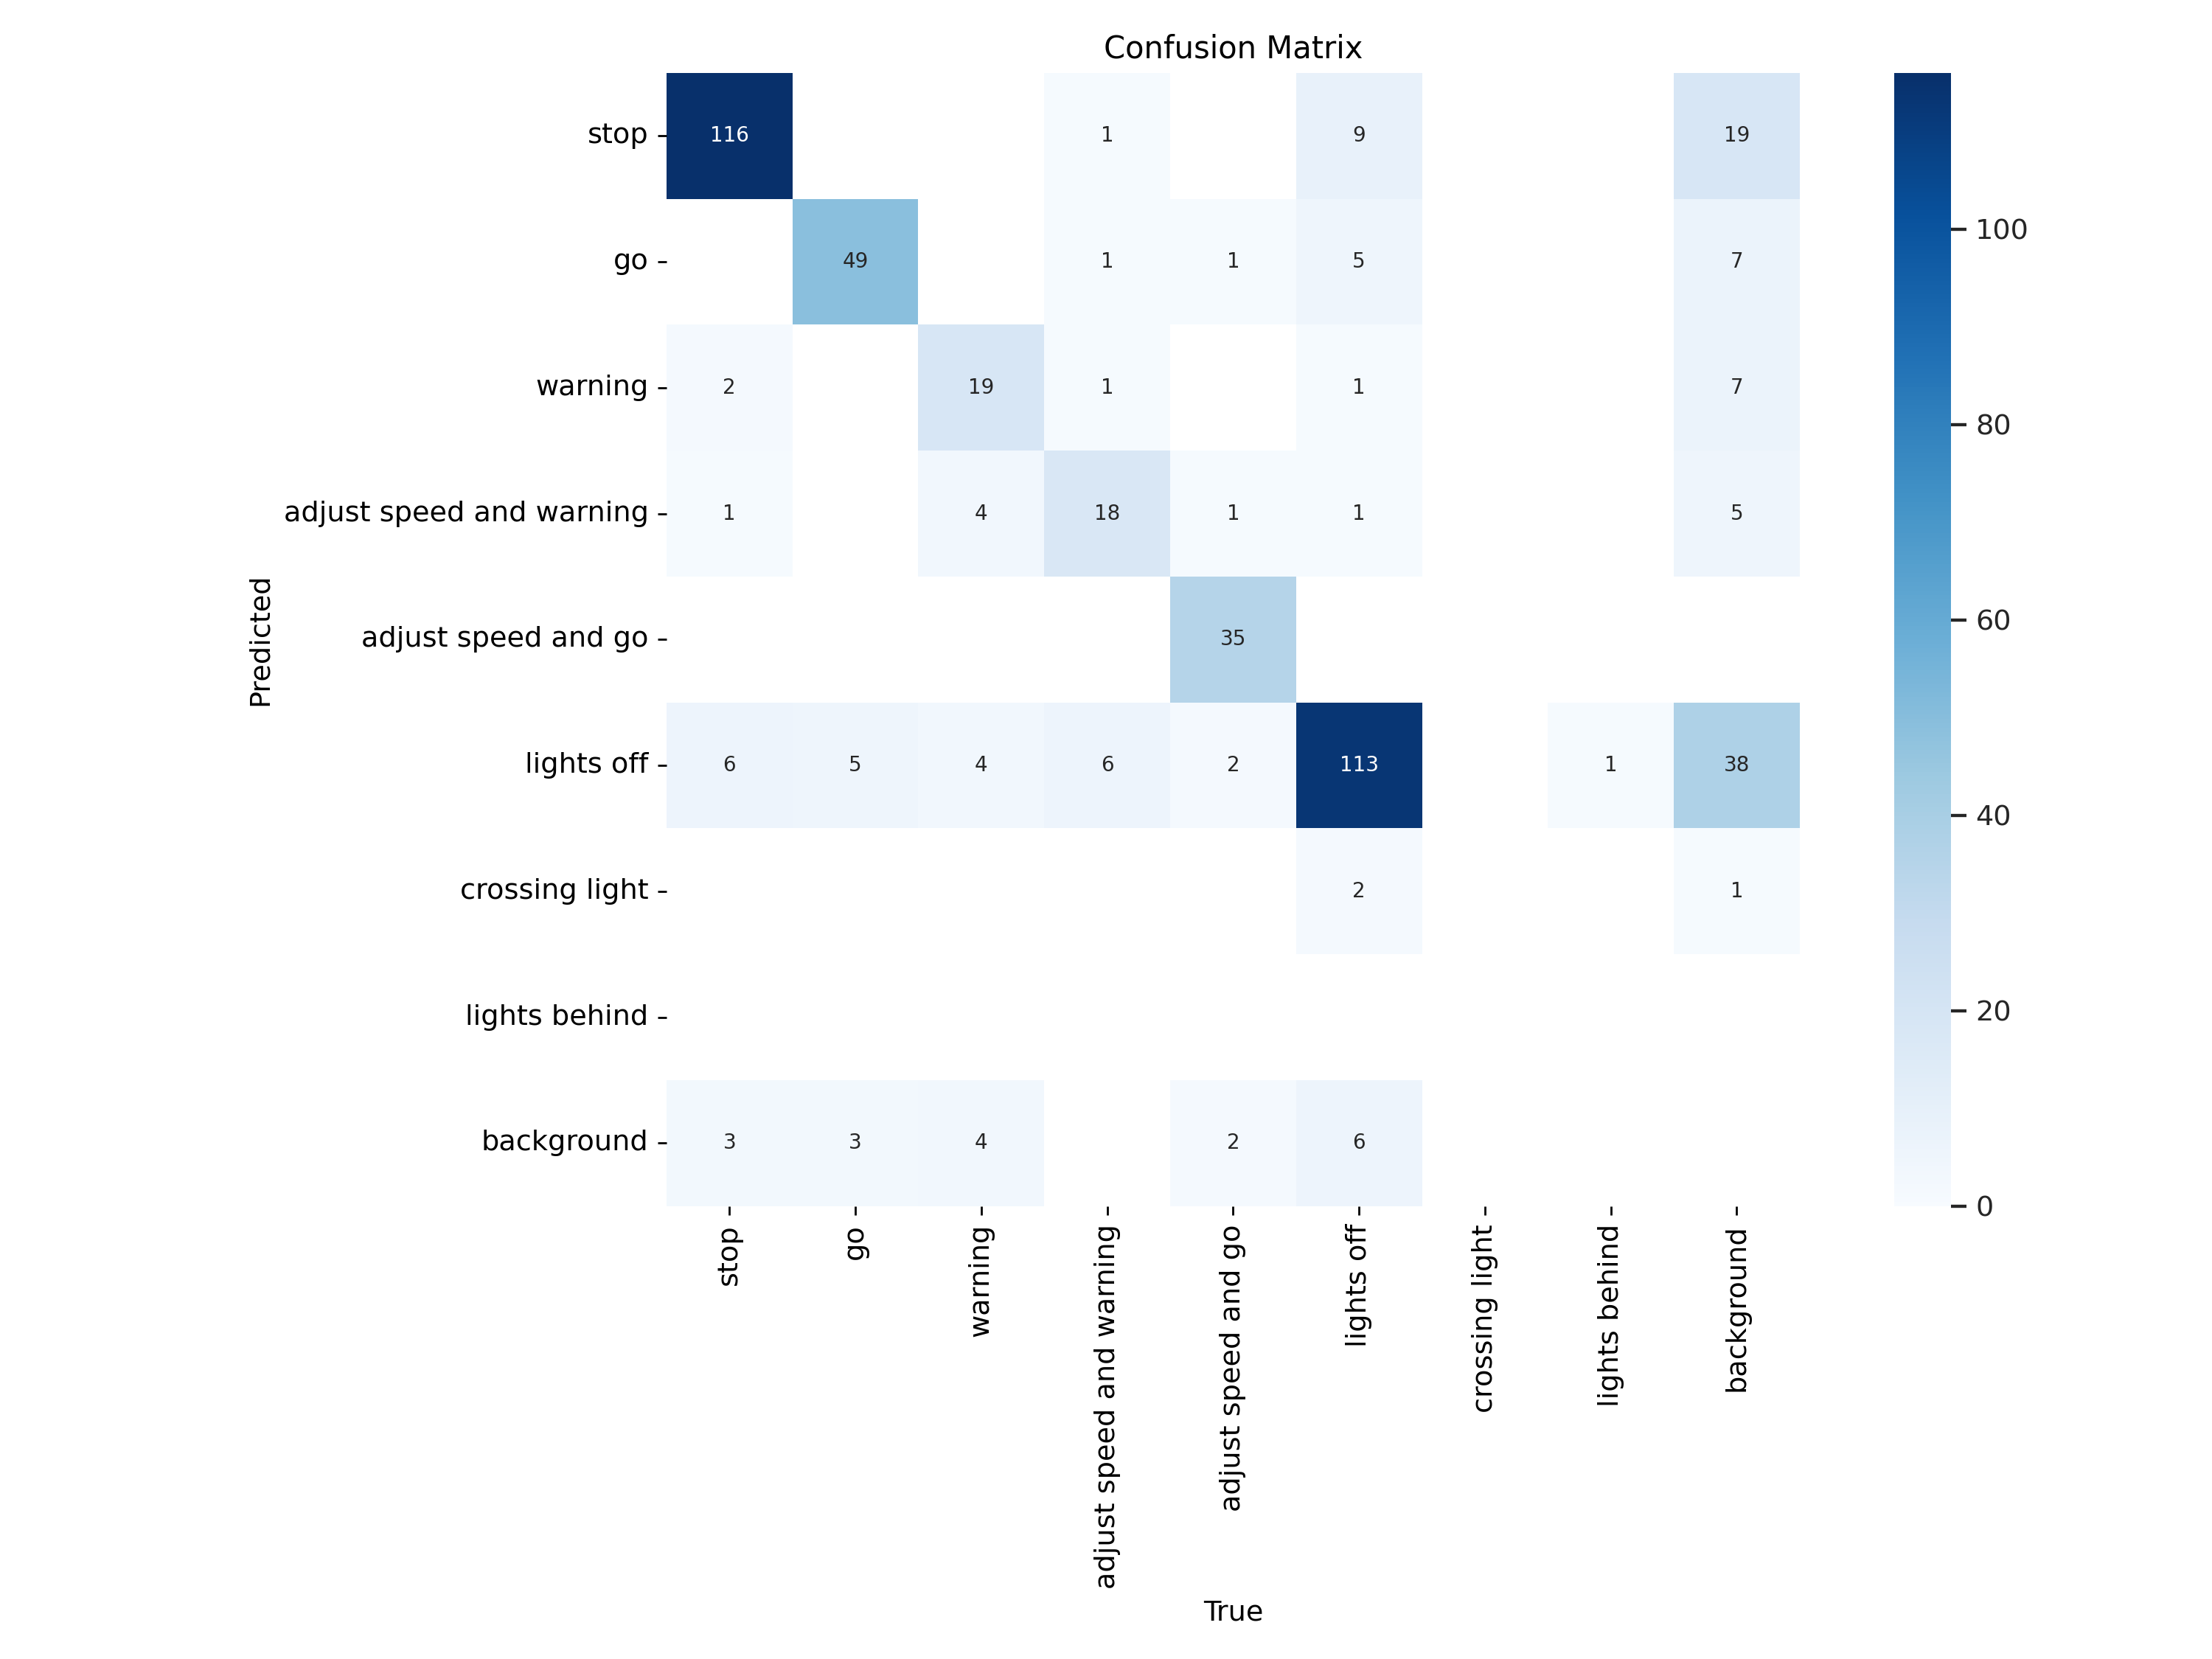 Confusion Matrix
stop 116 1 9 19
go 49 1 1 5 7
warning 2 19 1 1 7
adjust speed and warning 1 4 18 1 1 5
adjust speed and go 35
lights off 6 5 4 6 2 113 1 38
crossing light 2 1
lights behind
background 3 3 4 2 6
Predicted
stop
go
warning
adjust speed and warning
adjust speed and go
lights off
crossing light
lights behind
background
True
100
80
60
40
20
0